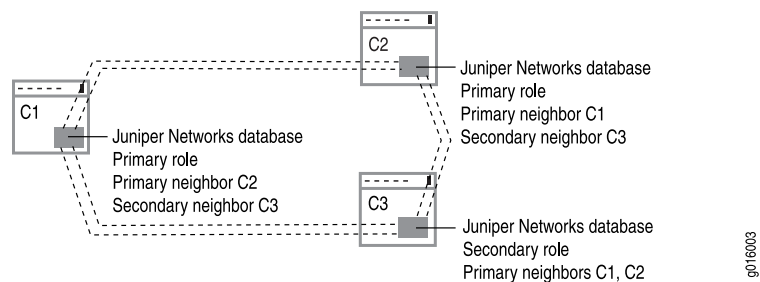 C2
Juniper Networks database
Primary role
Primary neighbor C1
Secondary neighbor C3
C1
Juniper Networks database
Primary role
Primary neighbor C2
Secondary neighbor C3
C3
Juniper Networks database
Secondary role
Primary neighbors C1, C2
g016003